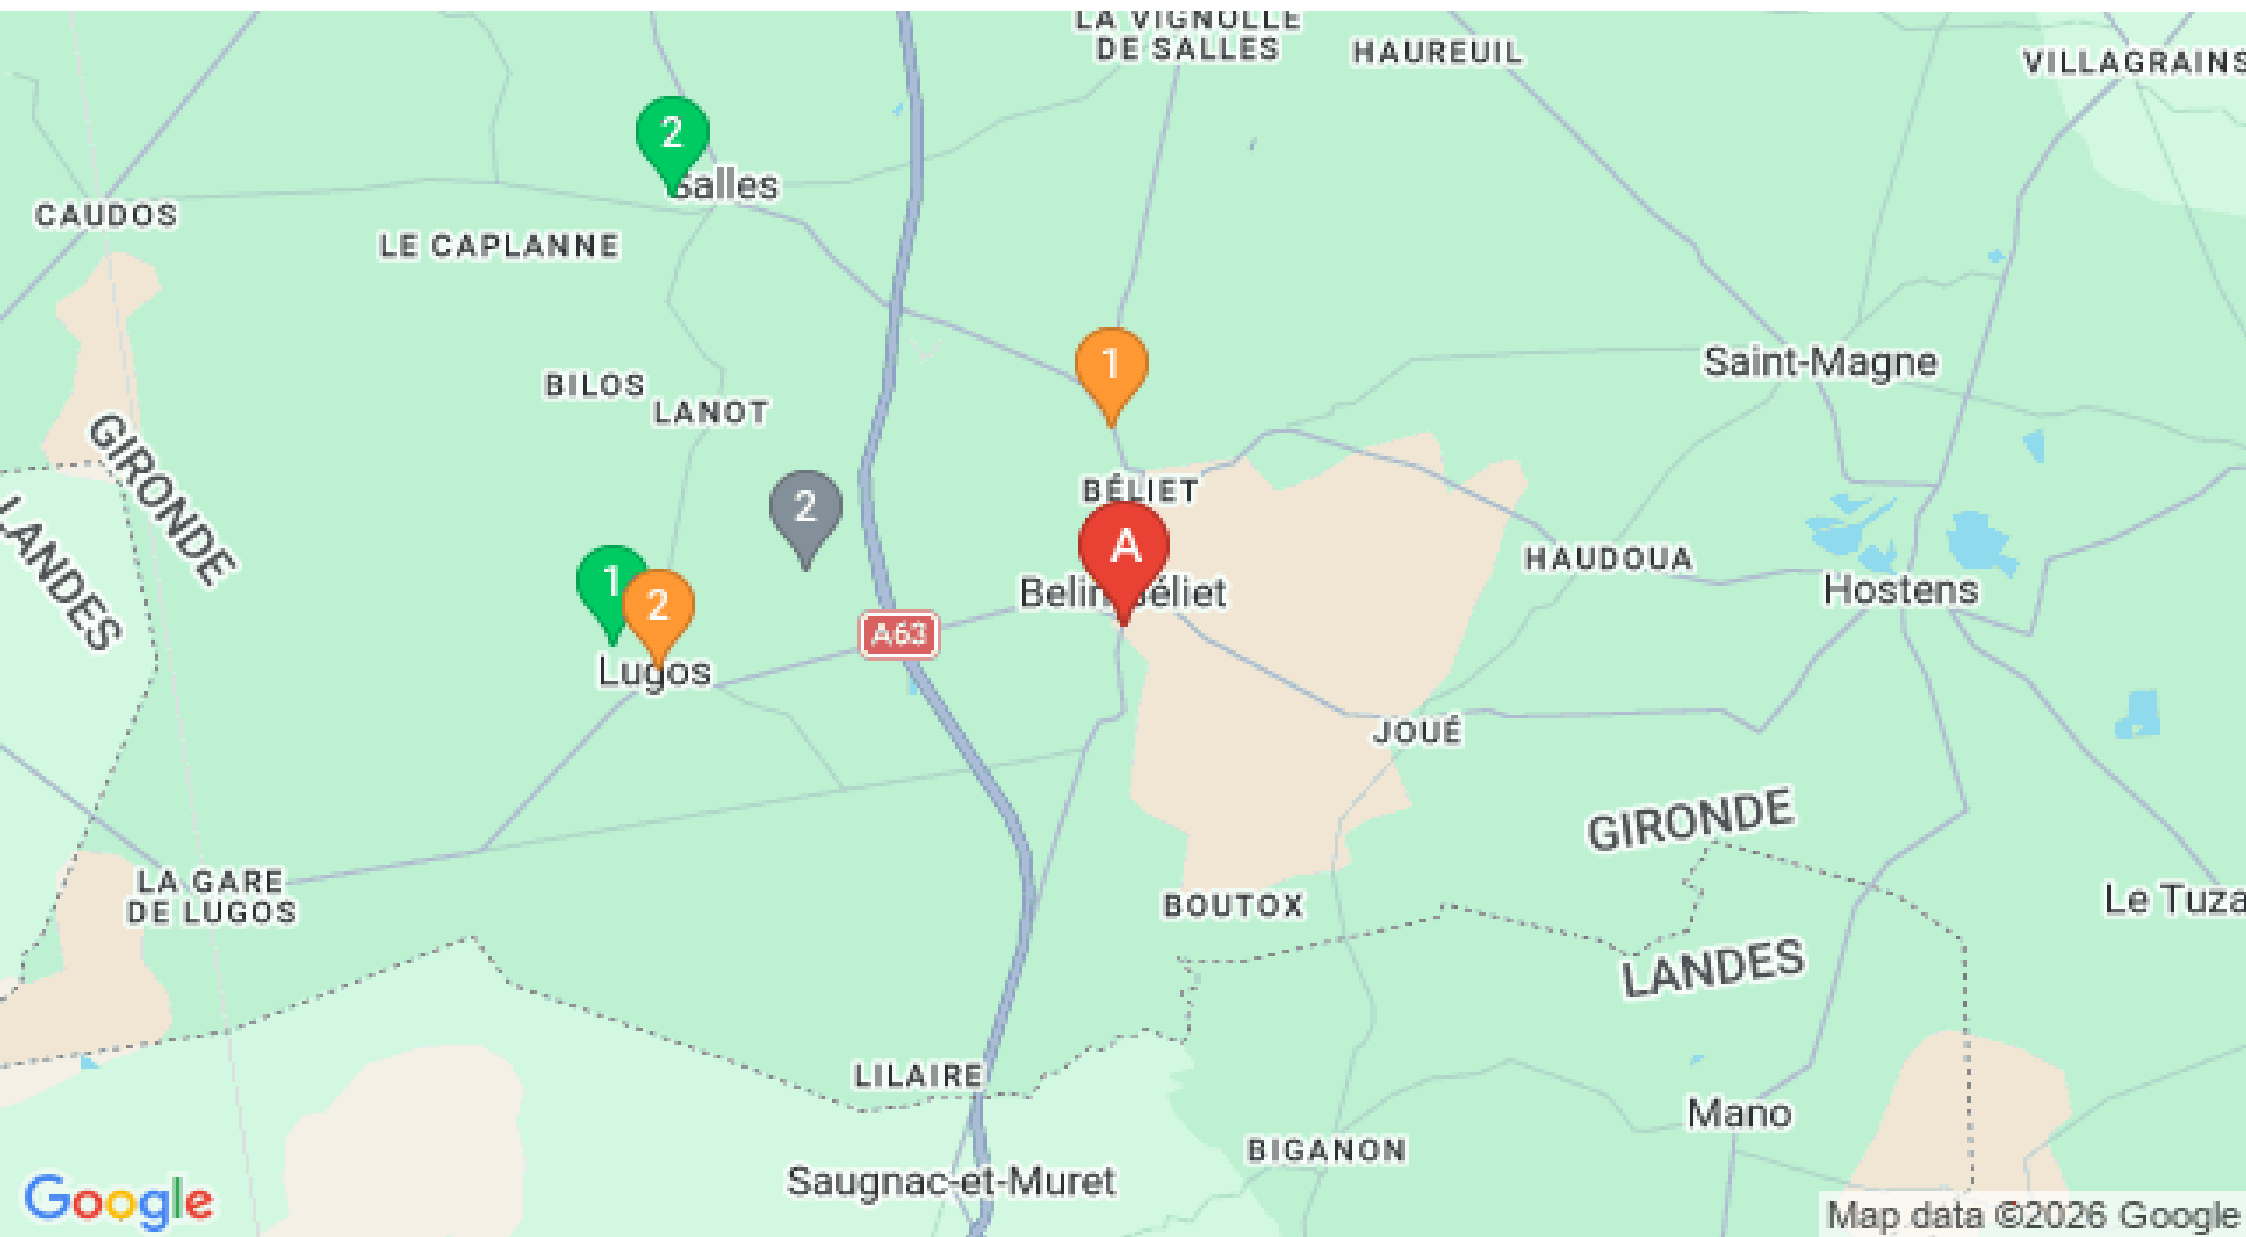 LA VIGNOLLE
DE SALLES
HAUREUIL
VILLAGRAINS
2
Salles
CAUDOS
LE CAPLANNE
1
Saint-Magne
BILOS
LANOT
GIRONDE
LANDES
2
BÉLIET
A
Belin-Béliet
HAUDOUA
Hostens
1
2
A63
Lugos
JOUÉ
GIRONDE
LA GARE
DE LUGOS
BOUTOX
Le Tuza
LANDES
LILAIRE
Mano
BIGANON
Saugnac-et-Muret
Google
Map data ©2026 Google